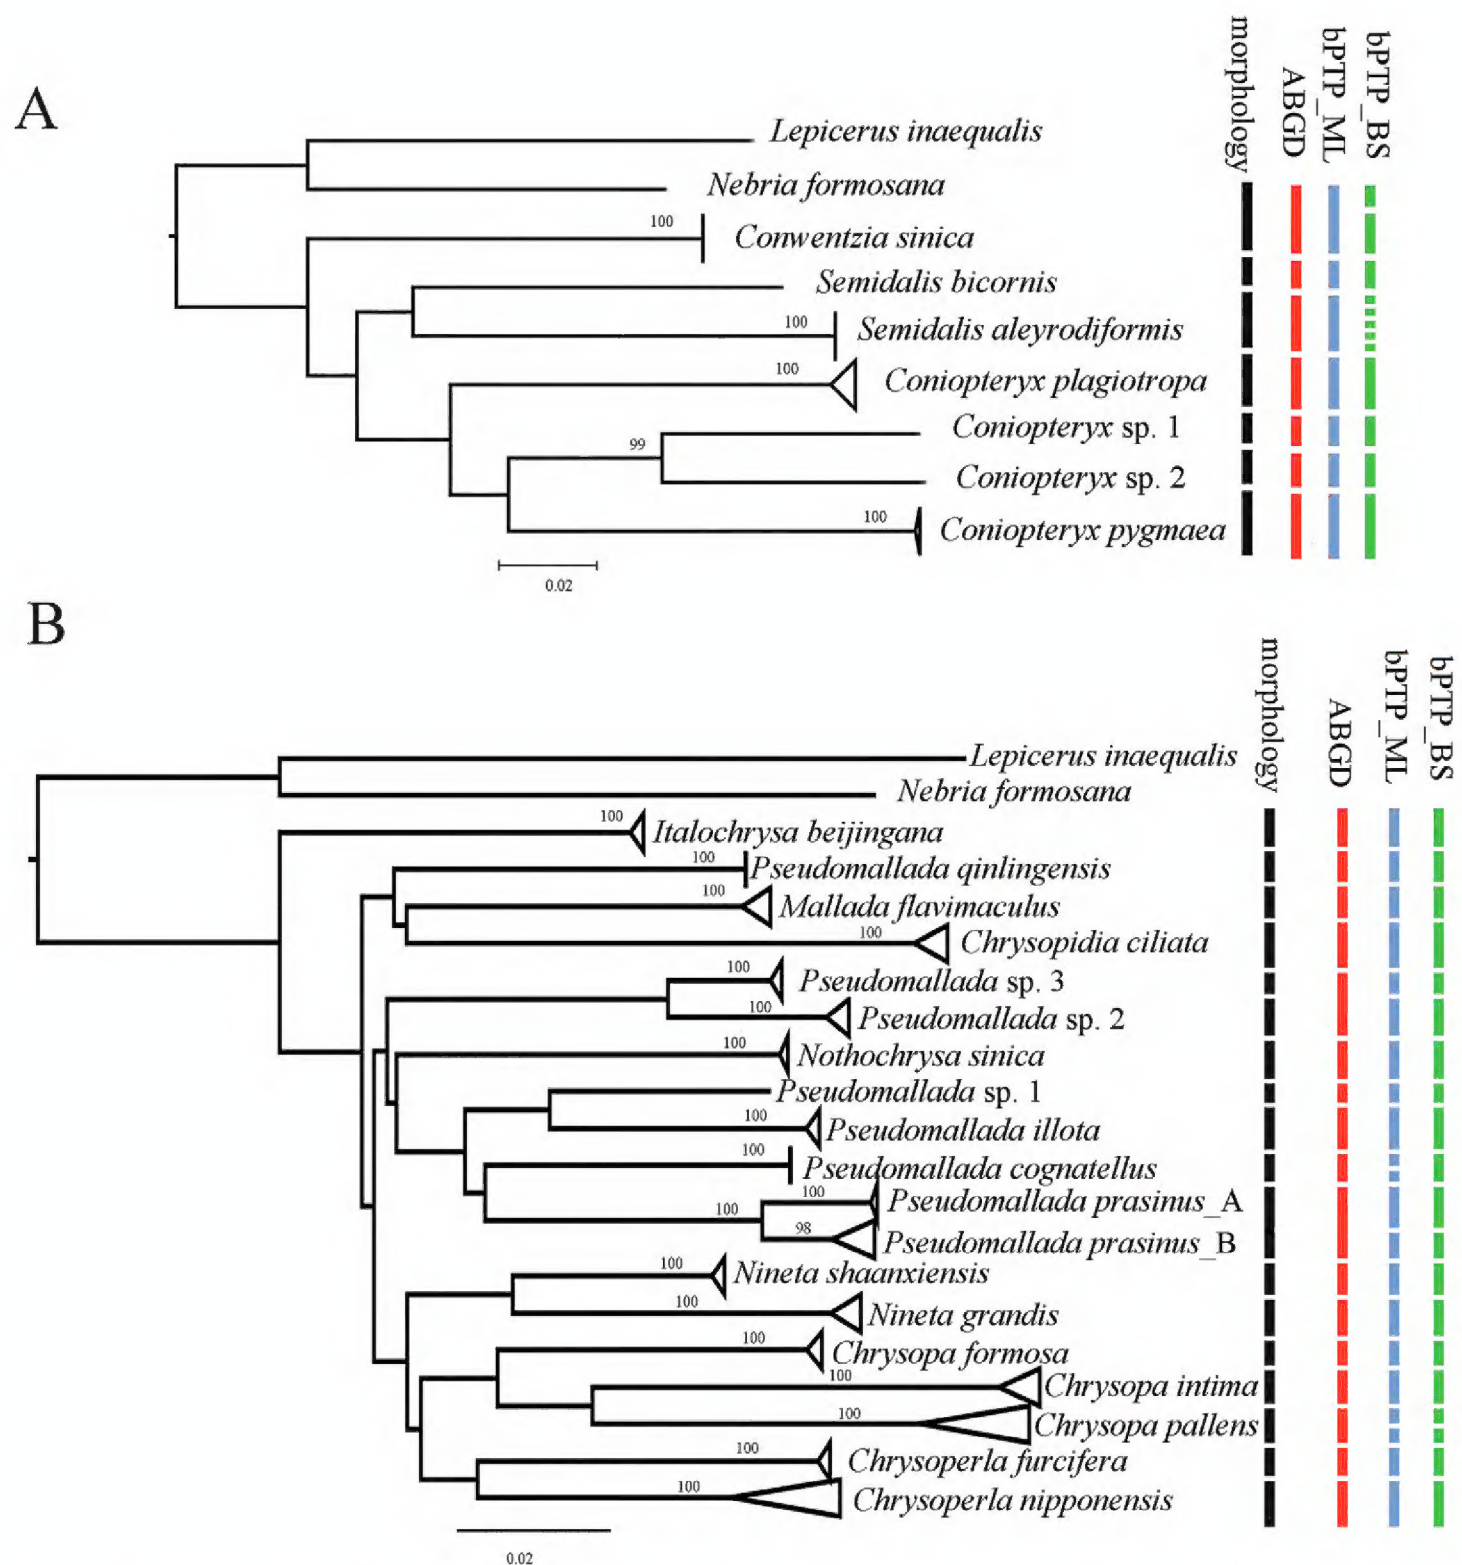 A
morphology
ABGD
bPTP_ML
bPTP_BS
Lepicerus inaequalis
Nebria formosana
100
Conwentzia sinica
Semidalis bicornis
100
Semidalis aleyrodiformis
100
Coniopteryx plagiotropa
Coniopteryx sp. 1
99
Coniopteryx sp. 2
100
Coniopteryx pygmaea
0.02
B
morphology
ABGD
bPTP_ML
bPTP_BS
Lepicerus inaequalis
Nebria formosana
100
Italochrysa beijingana
100
Pseudomallada qinlingensis
100
Mallada flavimaculus
100
Chrysopidia ciliata
100
Pseudomallada sp. 3
100
Pseudomallada sp. 2
100
Nothochrysa sinica
Pseudomallada sp. 1
100
Pseudomallada illota
100
Pseudomallada cognatellus
100
Pseudomallada prasinus_A
100
98
Pseudomallada prasinus_B
100
Nineta shaanxiensis
100
Nineta grandis
100
Chrysopa formosa
100
Chrysopa intima
100
Chrysopa pallens
100
Chrysoperla furcifera
100
Chrysoperla nipponensis
0.02